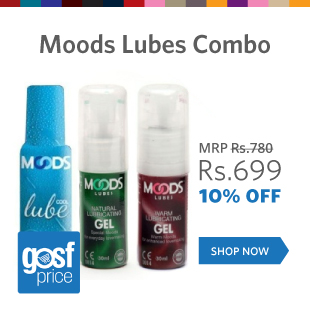 Moods Lubes Combo
MOODS
COOL
lube
MOODS
LUBES
NATURAL
LUBRICATING
GEL
MOODS
LUBES
WARM
LUBRICATING
GEL
MRP Rs.780
Rs.699
10% OFF
SHOP NOW
gosf
price